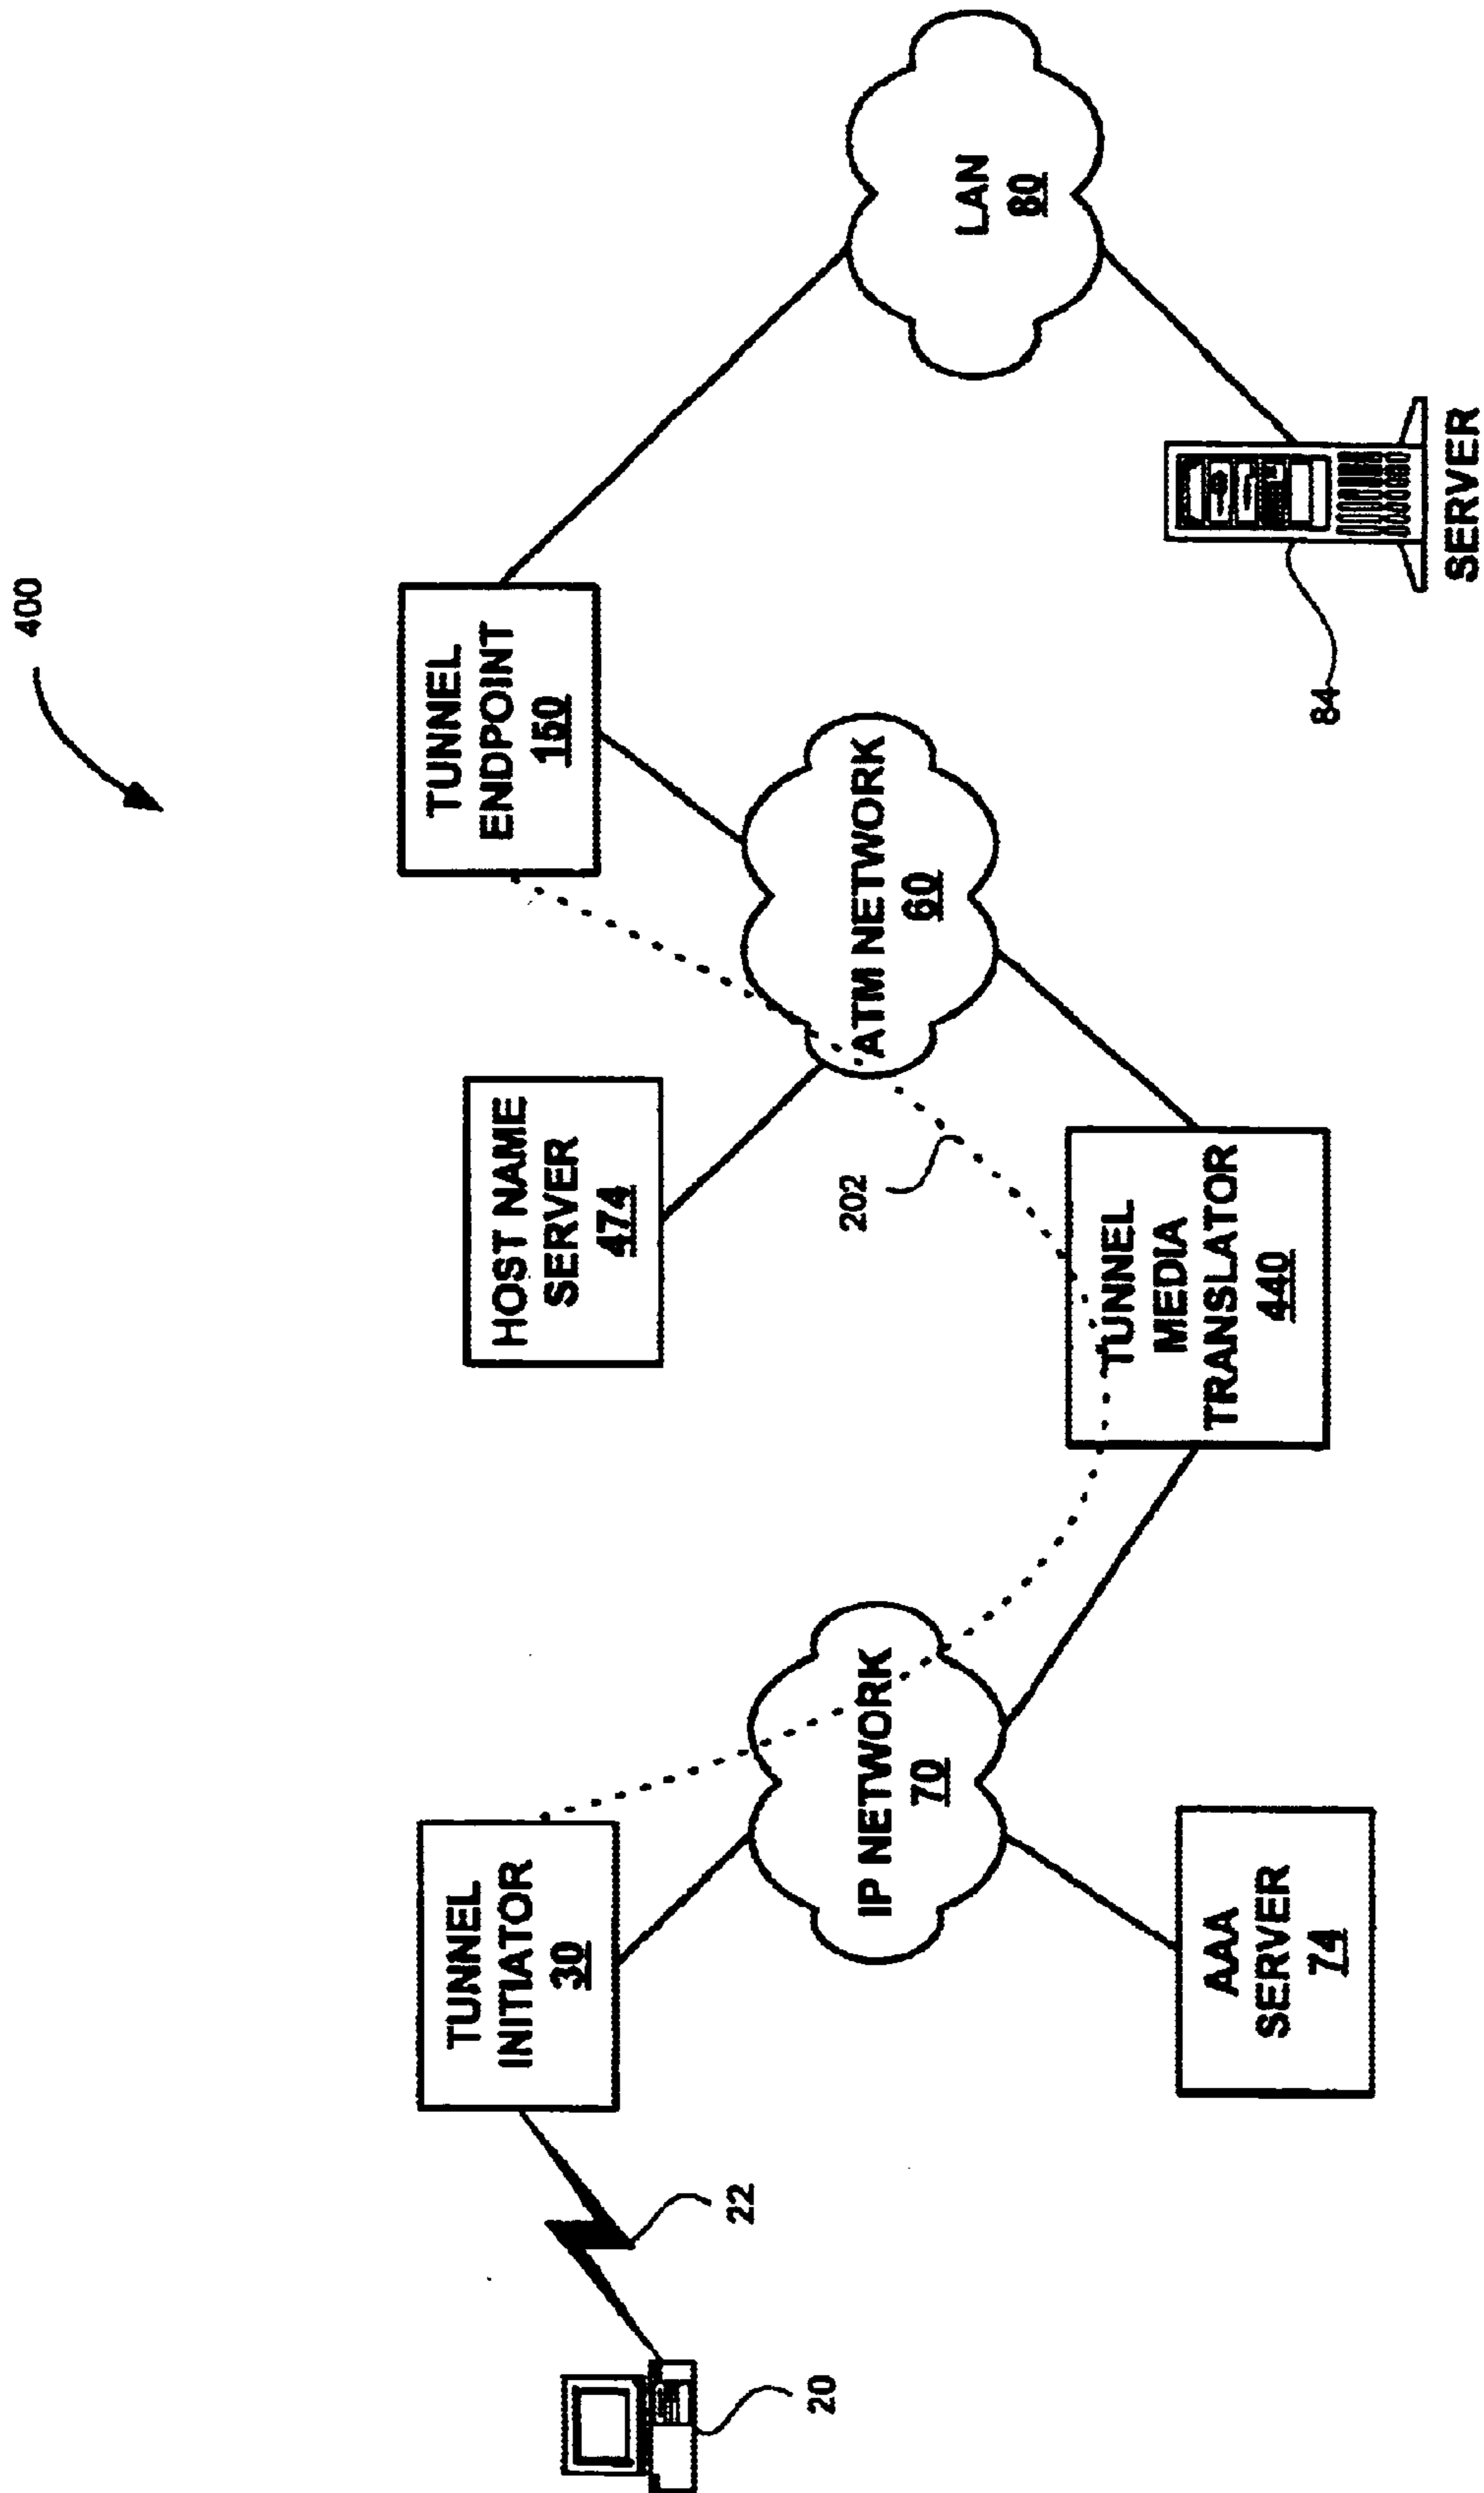 400
TUNNEL
ENDPOINT
150
HOST NAME
SERVER
474
TUNNEL
INITIATOR
30
22
20
IP NETWORK
70
ATM NETWORK
60
LAN
80
202
AAA
SERVER
74
TUNNEL
MEDIA
TRANSLATOR
440
84
SERVER